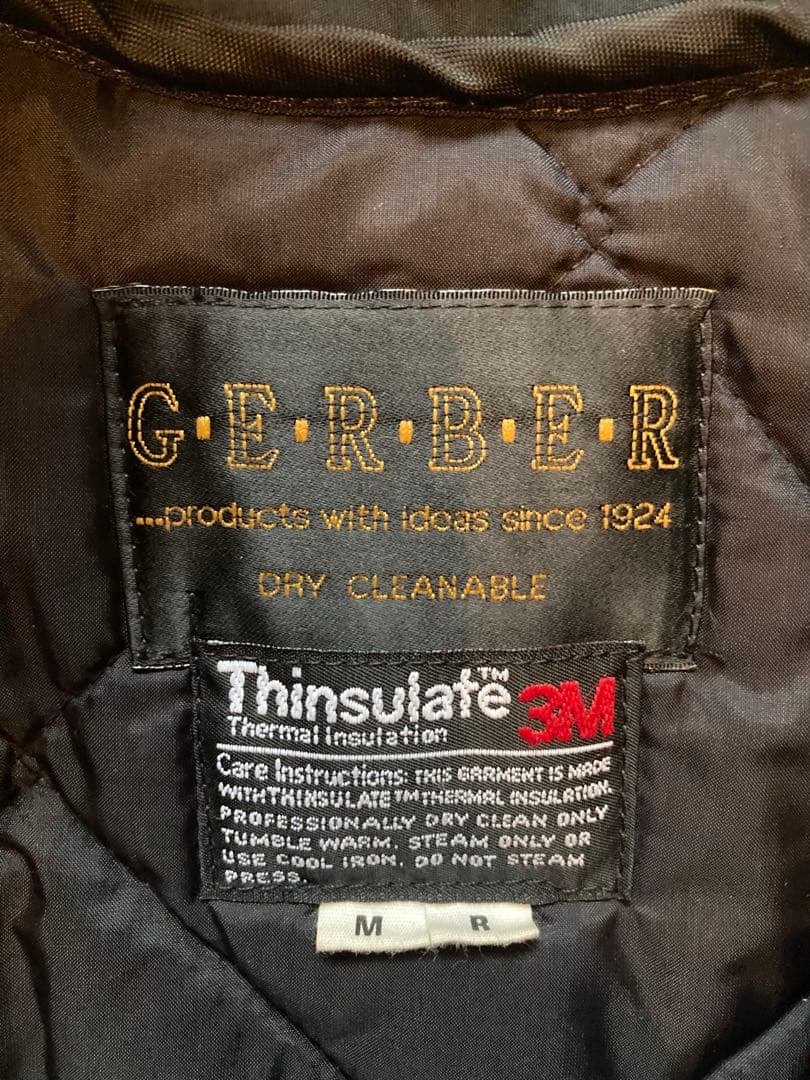 G·E·R·B·E·R
...products with ideas since 1924
DRY CLEANABLE
Thinsulate™ 3M
Thermal Insulation
Care Instructions: THIS GARMENT IS MADE
WITH THINSULATE™ THERMAL INSULATION.
PROFESSIONALLY DRY CLEAN ONLY
TUMBLE WARM. STEAM ONLY OR
USE COOL IRON. DO NOT STEAM
PRESS.
M R